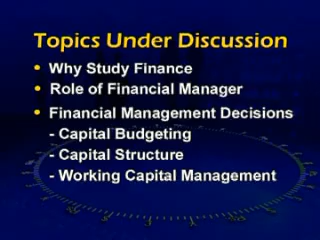 Topics Under Discussion
• Why Study Finance
• Role of Financial Manager
• Financial Management Decisions
- Capital Budgeting
- Capital Structure
- Working Capital Management